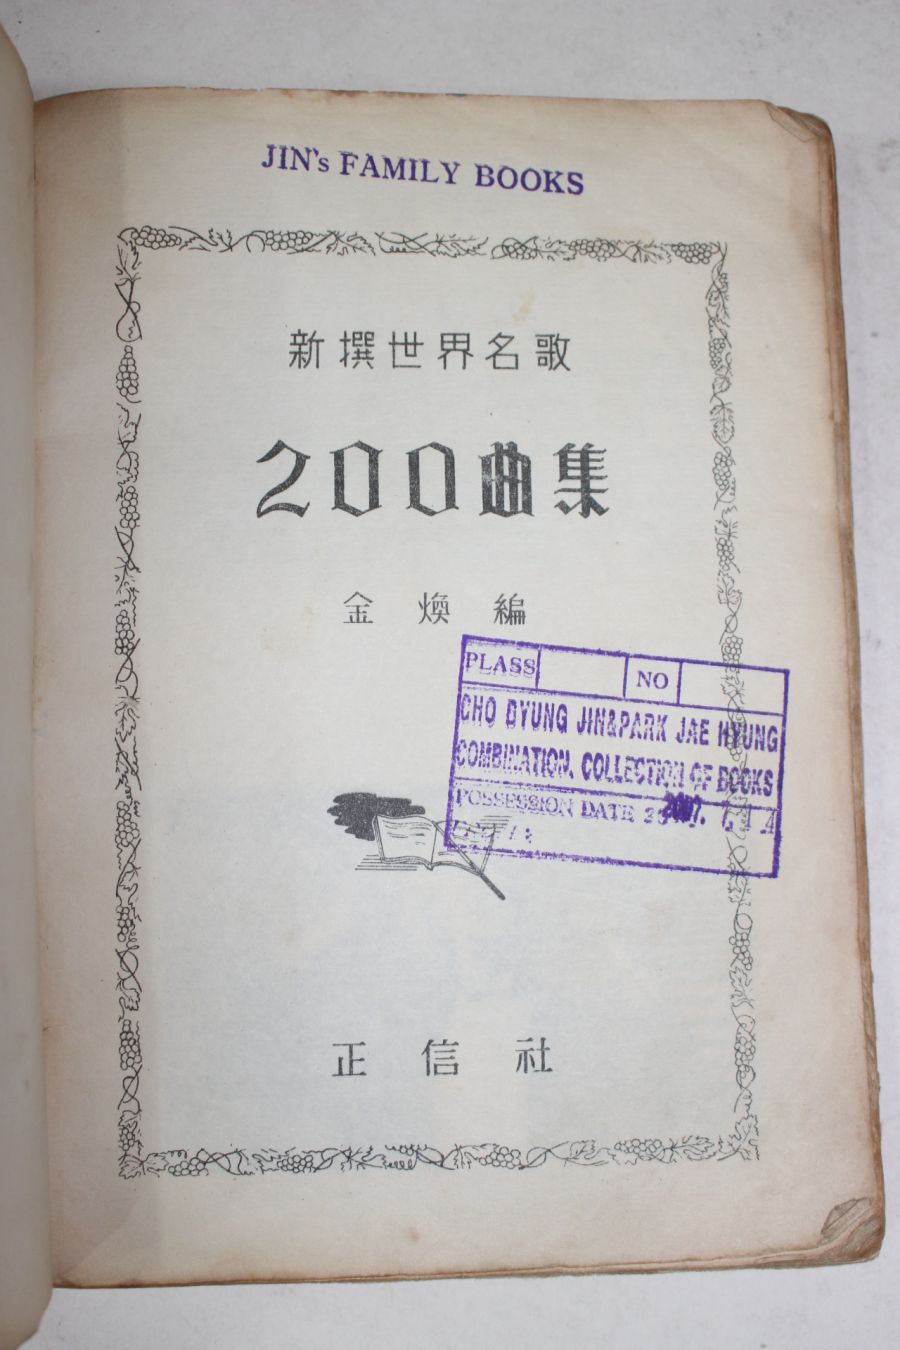 JIN's FAMILY BOOKS
新撰世界名歌
200曲集
金煥編
PLASS NO
CHO BYUNG JIN&PARK JAE HYUNG
COMBINATION. COLLECTION OF BOOKS
POSSESSION DATE
正信社